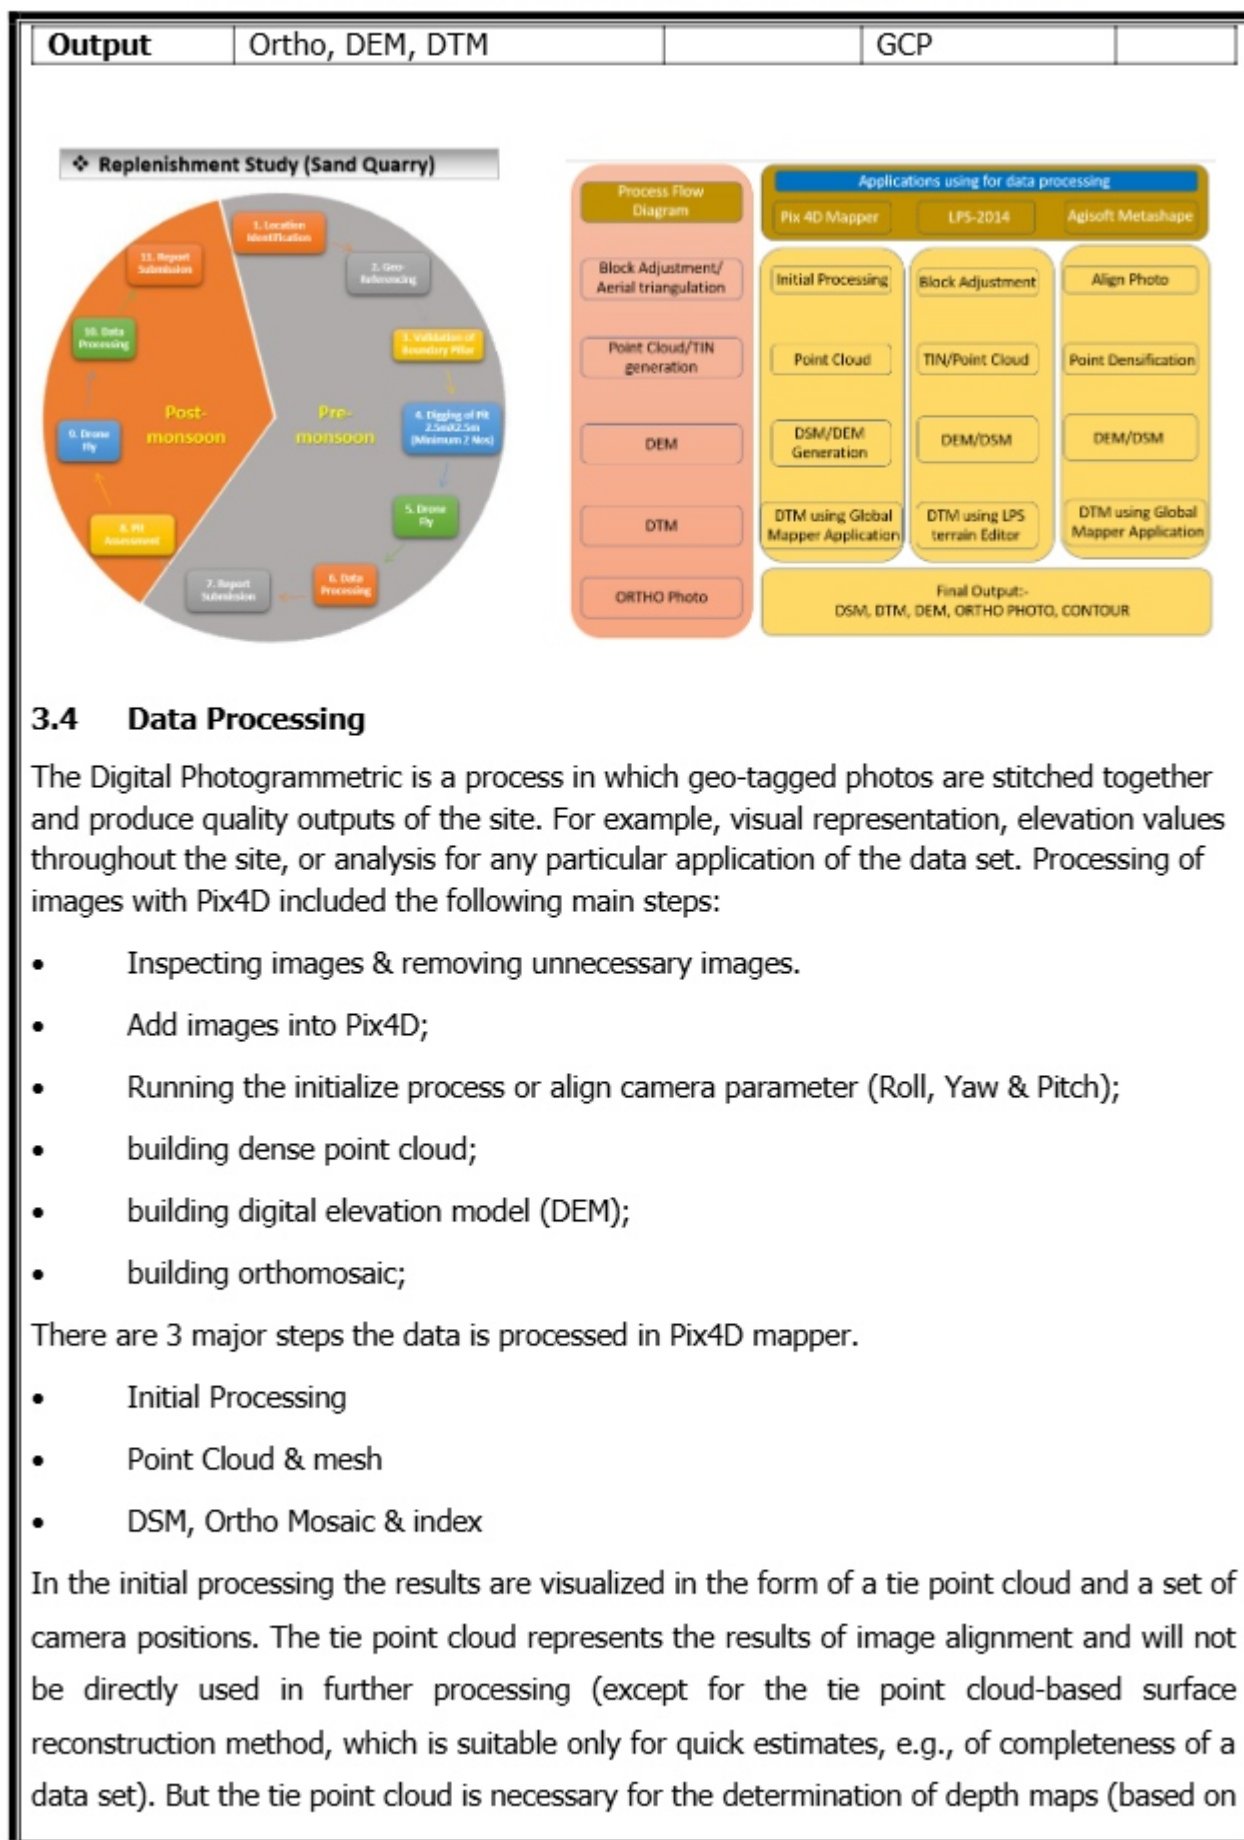 Output Ortho, DEM, DTM GCP
❖ Replenishment Study (Sand Quarry)
1. Location
Identification
2. Geo-
Referencing
3. Validation of
Boundary Pillar
4. Digging of Pit
2.5mX2.5m
(Minimum 2 Nos)
5. Drone
Fly
6. Data
Processing
7. Report
Submission
8. Pit
Assessment
9. Drone
Fly
10. Data
Processing
11. Report
Submission
Post-
monsoon
Pre-
monsoon
Process Flow
Diagram
Block Adjustment/
Aerial triangulation
Point Cloud/TIN
generation
DEM
DTM
ORTHO Photo
Applications using for data processing
Pix 4D Mapper LPS-2014 Agisoft Metashape
Initial Processing Block Adjustment Align Photo
Point Cloud TIN/Point Cloud Point Densification
DSM/DEM
Generation
DEM/DSM DEM/DSM
DTM using Global
Mapper Application
DTM using LPS
terrain Editor
DTM using Global
Mapper Application
Final Output:-
DSM, DTM, DEM, ORTHO PHOTO, CONTOUR
3.4 Data Processing
The Digital Photogrammetric is a process in which geo-tagged photos are stitched together
and produce quality outputs of the site. For example, visual representation, elevation values
throughout the site, or analysis for any particular application of the data set. Processing of
images with Pix4D included the following main steps:
• Inspecting images & removing unnecessary images.
• Add images into Pix4D;
• Running the initialize process or align camera parameter (Roll, Yaw & Pitch);
• building dense point cloud;
• building digital elevation model (DEM);
• building orthomosaic;
There are 3 major steps the data is processed in Pix4D mapper.
• Initial Processing
• Point Cloud & mesh
• DSM, Ortho Mosaic & index
In the initial processing the results are visualized in the form of a tie point cloud and a set of
camera positions. The tie point cloud represents the results of image alignment and will not
be directly used in further processing (except for the tie point cloud-based surface
reconstruction method, which is suitable only for quick estimates, e.g., of completeness of a
data set). But the tie point cloud is necessary for the determination of depth maps (based on